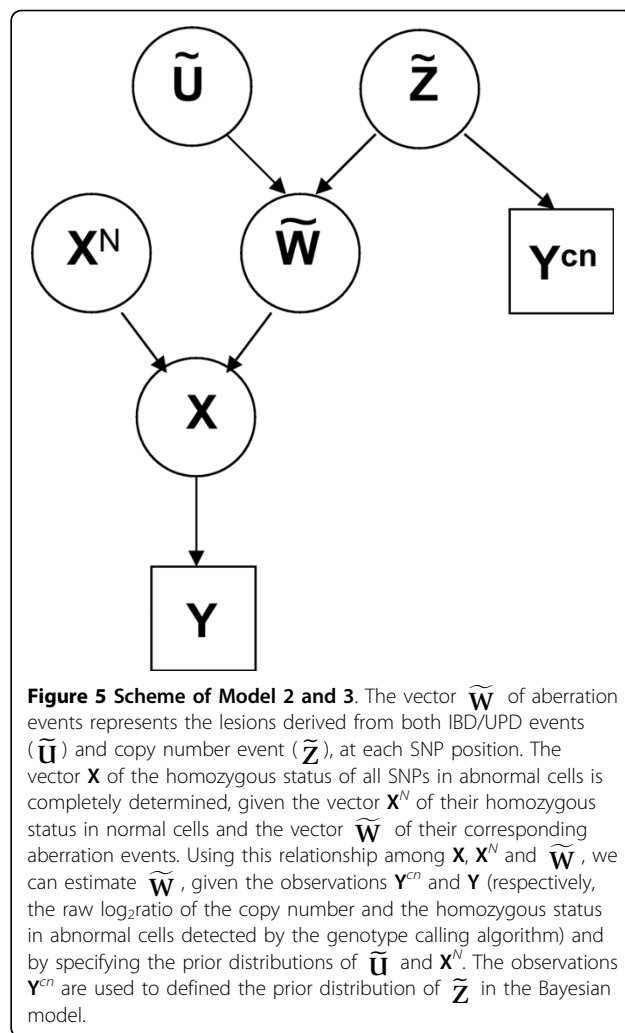 Ũ Z̃
X^N W̃ Y^cn
X
Y
Figure 5 Scheme of Model 2 and 3. The vector W̃ of aberration
events represents the lesions derived from both IBD/UPD events
( Ũ ) and copy number event ( Z̃ ), at each SNP position. The
vector X of the homozygous status of all SNPs in abnormal cells is
completely determined, given the vector X^N of their homozygous
status in normal cells and the vector W̃ of their corresponding
aberration events. Using this relationship among X, X^N and W̃ , we
can estimate W̃ , given the observations Y^cn and Y (respectively,
the raw log₂ratio of the copy number and the homozygous status
in abnormal cells detected by the genotype calling algorithm) and
by specifying the prior distributions of Ũ and X^N. The observations
Y^cn are used to defined the prior distribution of Z̃ in the Bayesian
model.